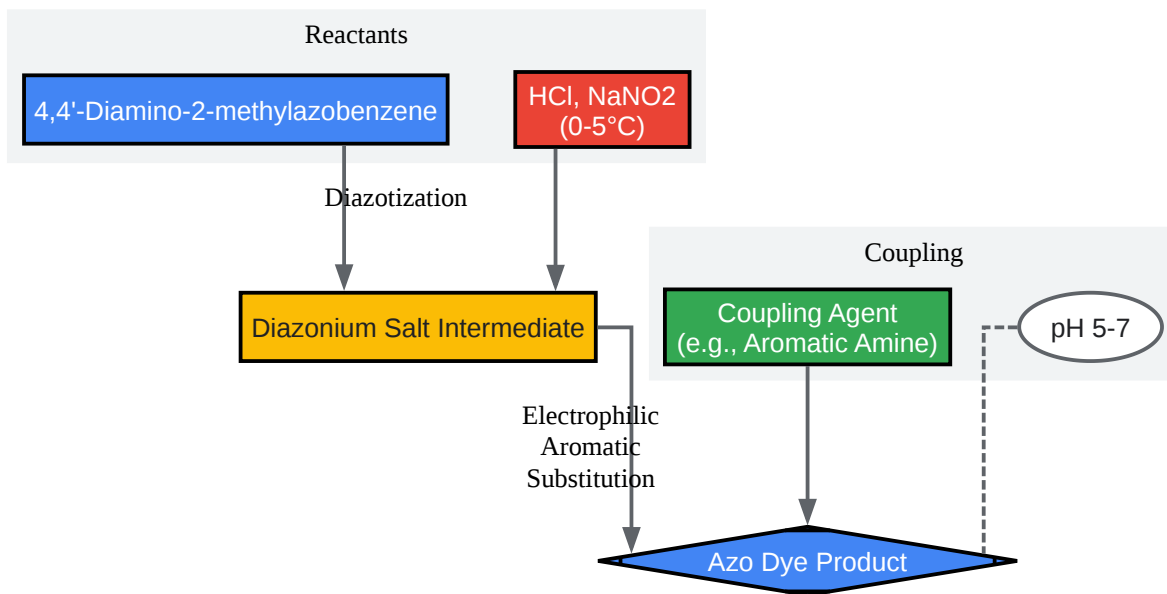 Reactants
4,4'-Diamino-2-methylazobenzene
HCl, NaNO2
(0-5°C)
Diazotization
Coupling
Diazonium Salt Intermediate
Coupling Agent
(e.g., Aromatic Amine)
pH 5-7
Electrophilic
Aromatic
Substitution
Azo Dye Product